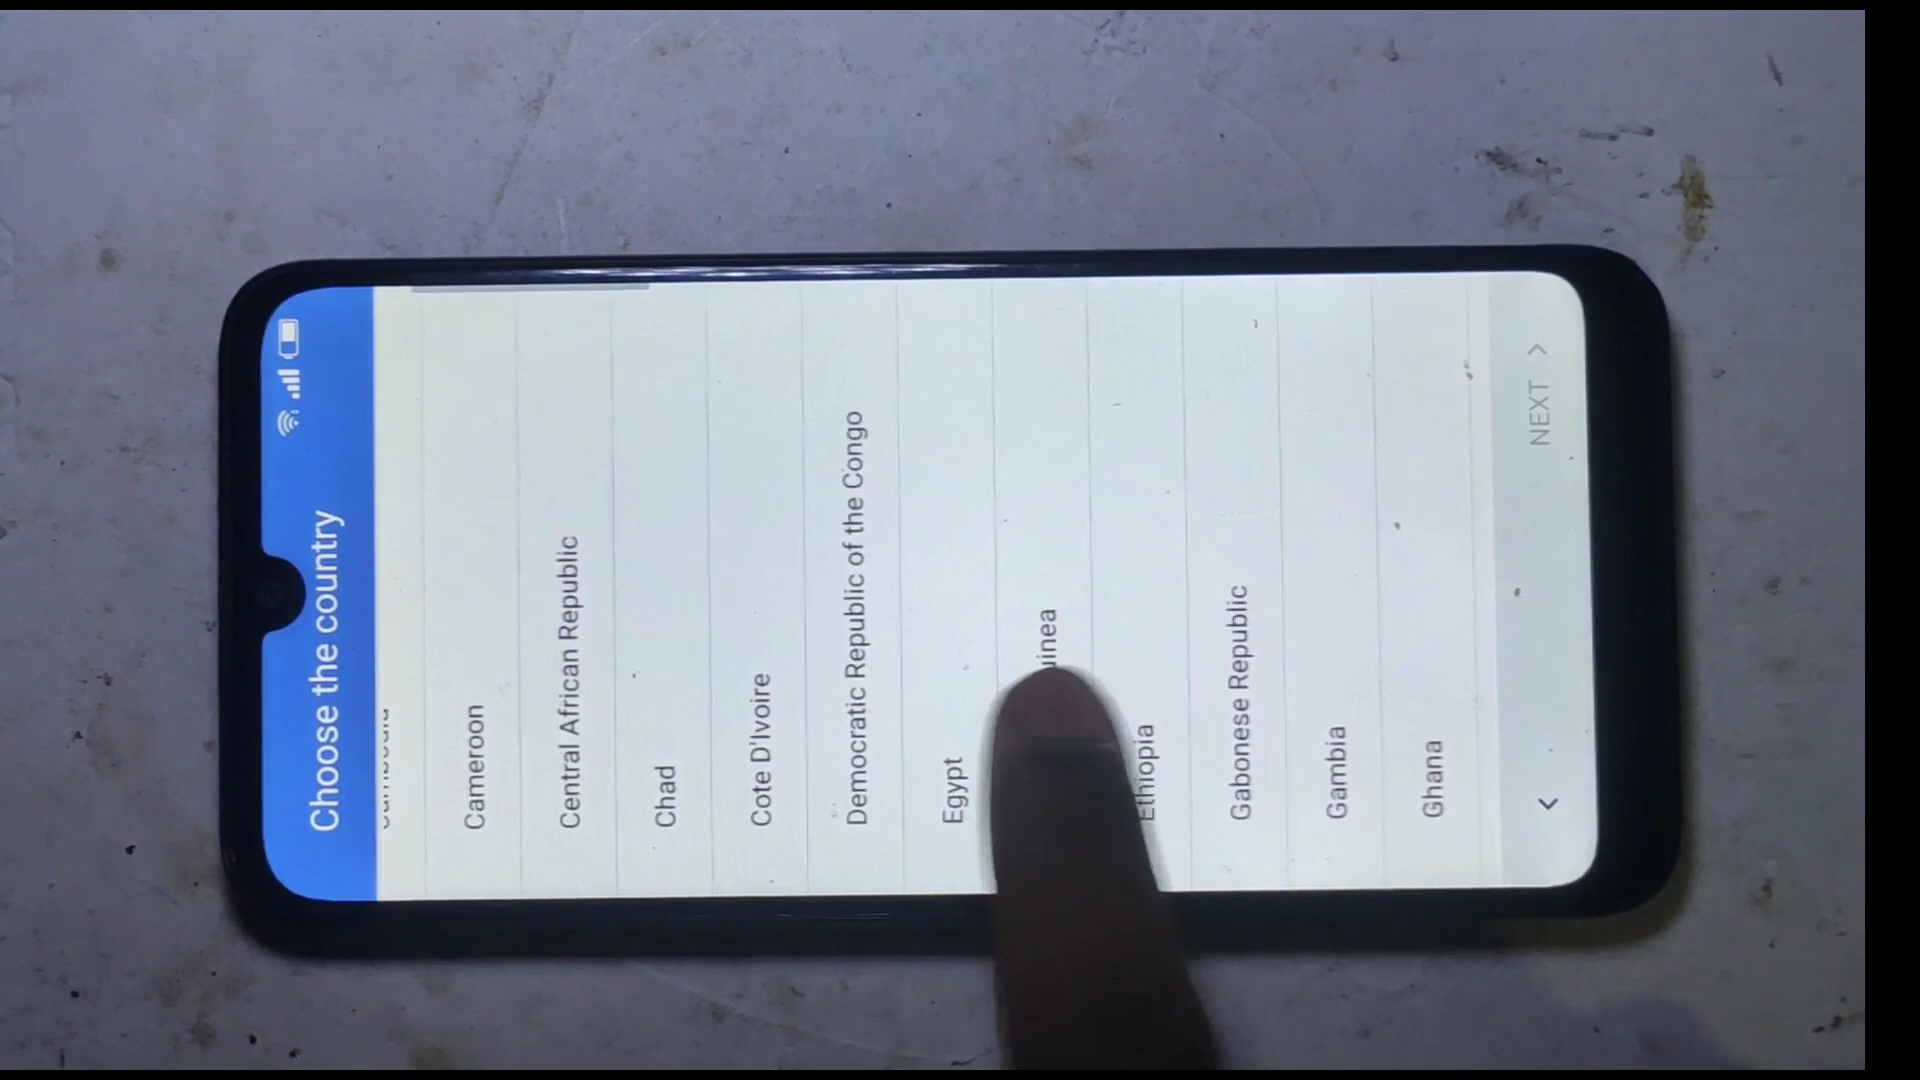 Choose the country
Cameroon
Central African Republic
Chad
Cote D'Ivoire
Democratic Republic of the Congo
Egypt
Ethiopia
Gabonese Republic
Gambia
Ghana
NEXT